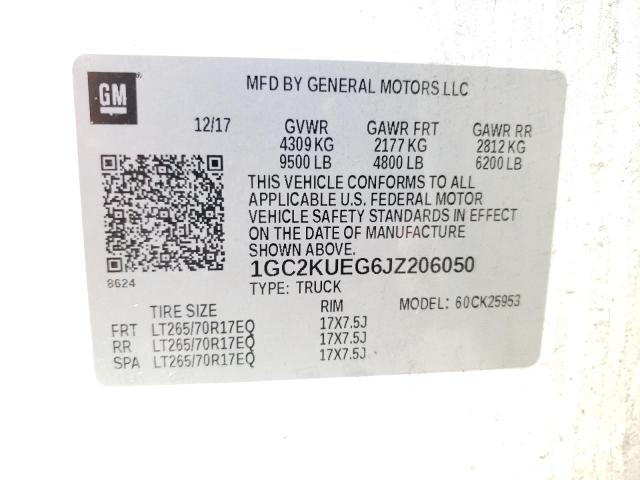 GM
MFD BY GENERAL MOTORS LLC
12/17 GVWR GAWR FRT GAWR RR
4309 KG 2177 KG 2812 KG
9500 LB 4800 LB 6200 LB
THIS VEHICLE CONFORMS TO ALL
APPLICABLE U.S. FEDERAL MOTOR
VEHICLE SAFETY STANDARDS IN EFFECT
ON THE DATE OF MANUFACTURE
1GC2KUEG6JZ206050
8624
TYPE: TRUCK MODEL: 60CK25953
TIRE SIZE RIM
FRT LT265/70R17EQ 17X7.5J
RR LT265/70R17EQ 17X7.5J
SPA LT265/70R17EQ 17X7.5J